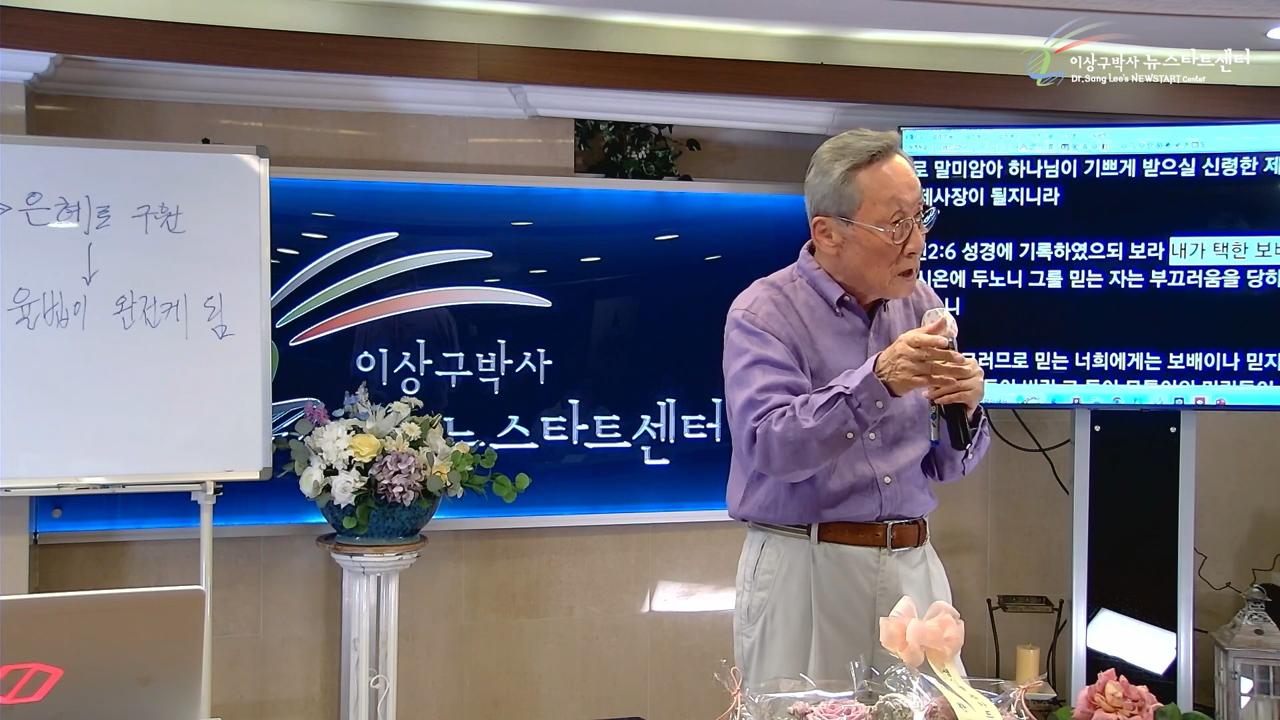 이상구박사 뉴스타트센터
Dr. Sang Lee's NEWSTART Center
은혜로 구원
율법이 완전케 됨
이상구박사
뉴스타트센터
로 말미암아 하나님이 기쁘게 받으실 신령한 제
제사장이 될지니라
2:6 성경에 기록하였으되 보라 내가 택한 보배
시온에 두노니 그를 믿는 자는 부끄러움을 당하
니
그러므로 믿는 너희에게는 보배이나 믿지